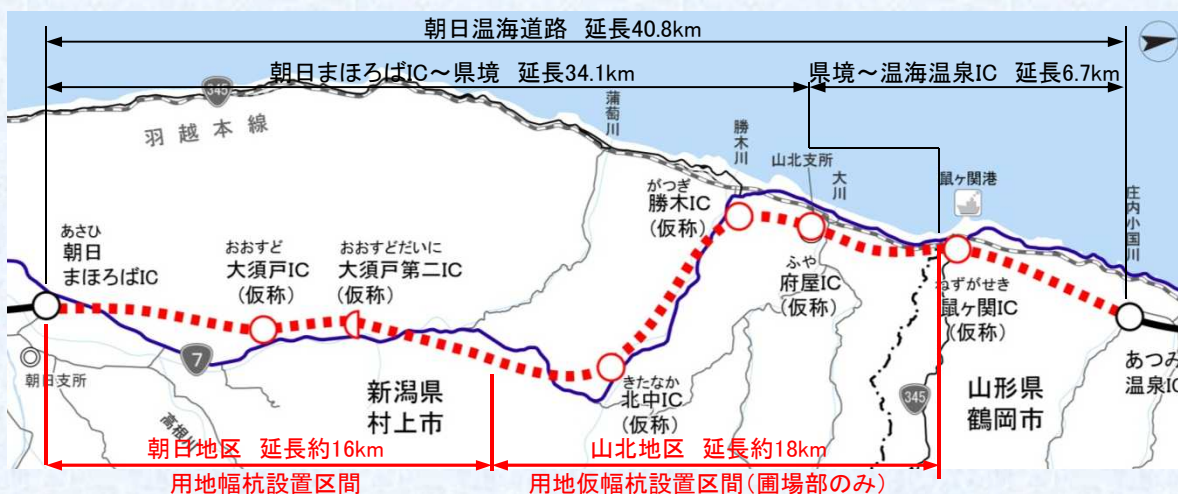 朝日温海道路 延長40.8km
朝日まほろばIC～県境 延長34.1km
県境～温海温泉IC 延長6.7km
345
羽越本線
蒲萄川
勝木川
山北支所
大川
鼠ヶ関港
庄内小国川
あさひ
朝日
まほろばIC
おおすど
大須戸IC
(仮称)
おおすどだいに
大須戸第二IC
(仮称)
がつぎ
勝木IC
(仮称)
ふや
府屋IC
(仮称)
ねずがせき
鼠ヶ関IC
(仮称)
あつみ
温泉IC
朝日支所
7
高根川
新潟県
村上市
きたなか
北中IC
(仮称)
345
山形県
鶴岡市
朝日地区 延長約16km
山北地区 延長約18km
用地幅杭設置区間
用地仮幅杭設置区間(圃場部のみ)